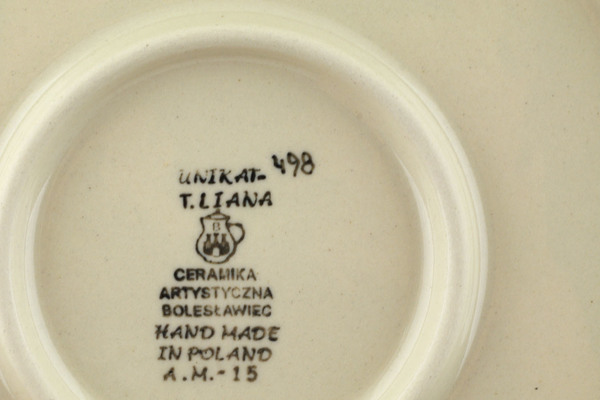 UNIKAT- 498
T. LIANA
B
CERAMIKA
ARTYSTYCZNA
BOLESŁAWIEC
HAND MADE
IN POLAND
A.M.-15